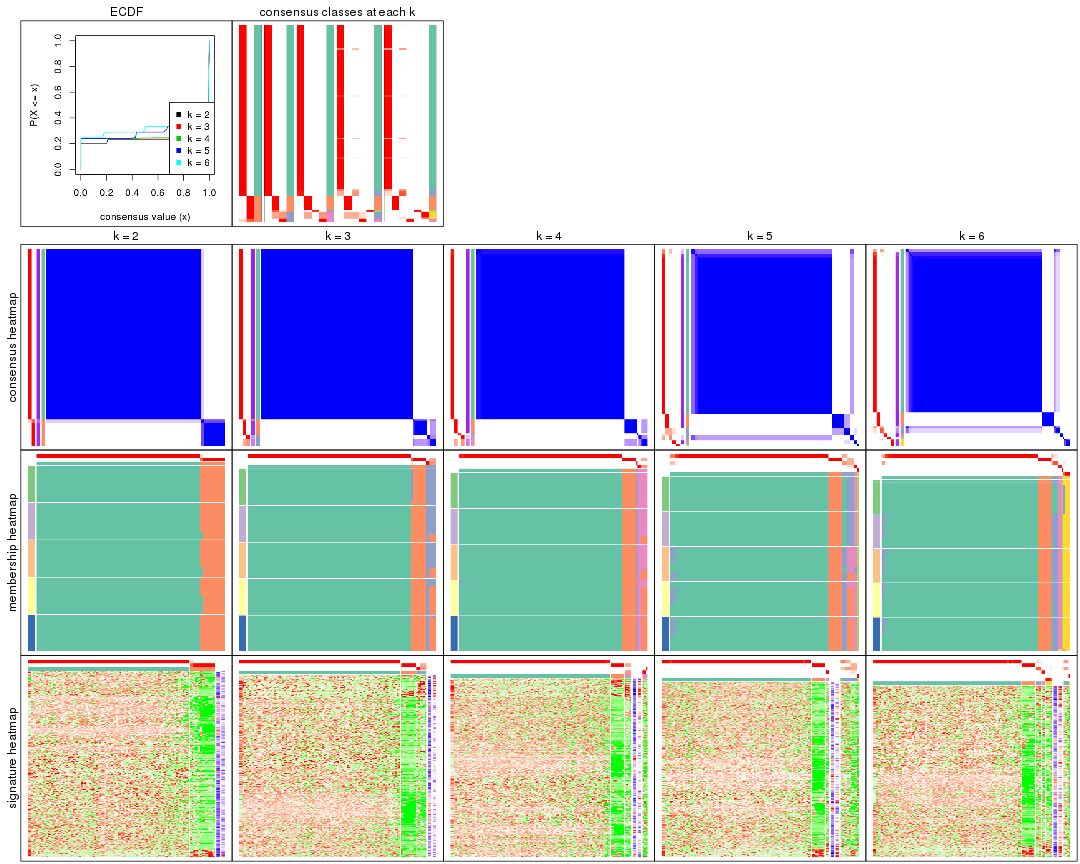 ECDF
consensus classes at each k
P(X <= x)
1.0
0.8
0.6
0.4
0.2
0.0
k = 2
k = 3
k = 4
k = 5
k = 6
0.0 0.2 0.4 0.6 0.8 1.0
consensus value (x)
k = 2
k = 3
k = 4
k = 5
k = 6
consensus heatmap
membership heatmap
signature heatmap